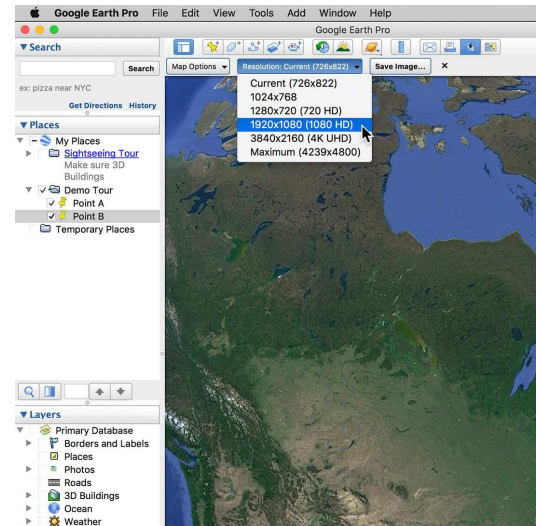 Google Earth Pro File Edit View Tools Add Window Help
Google Earth Pro
▼ Search
Search
ex: pizza near NYC
Get Directions History
Map Options Resolution: Current (726x822) Save Image... ×
Current (726x822)
1024x768
1280x720 (720 HD)
1920x1080 (1080 HD)
3840x2160 (4K UHD)
Maximum (4239x4800)
▼ Places
My Places
Sightseeing Tour
Make sure 3D
Buildings
Demo Tour
Point A
Point B
Temporary Places
▼ Layers
Primary Database
Borders and Labels
Places
Photos
Roads
3D Buildings
Ocean
Weather